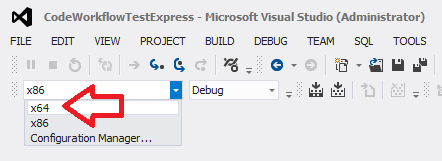 CodeWorkflowTestExpress - Microsoft Visual Studio (Administrator)
FILE EDIT VIEW PROJECT BUILD DEBUG TEAM SQL TOOLS
x86 Debug
x64
x86
Configuration Manager...